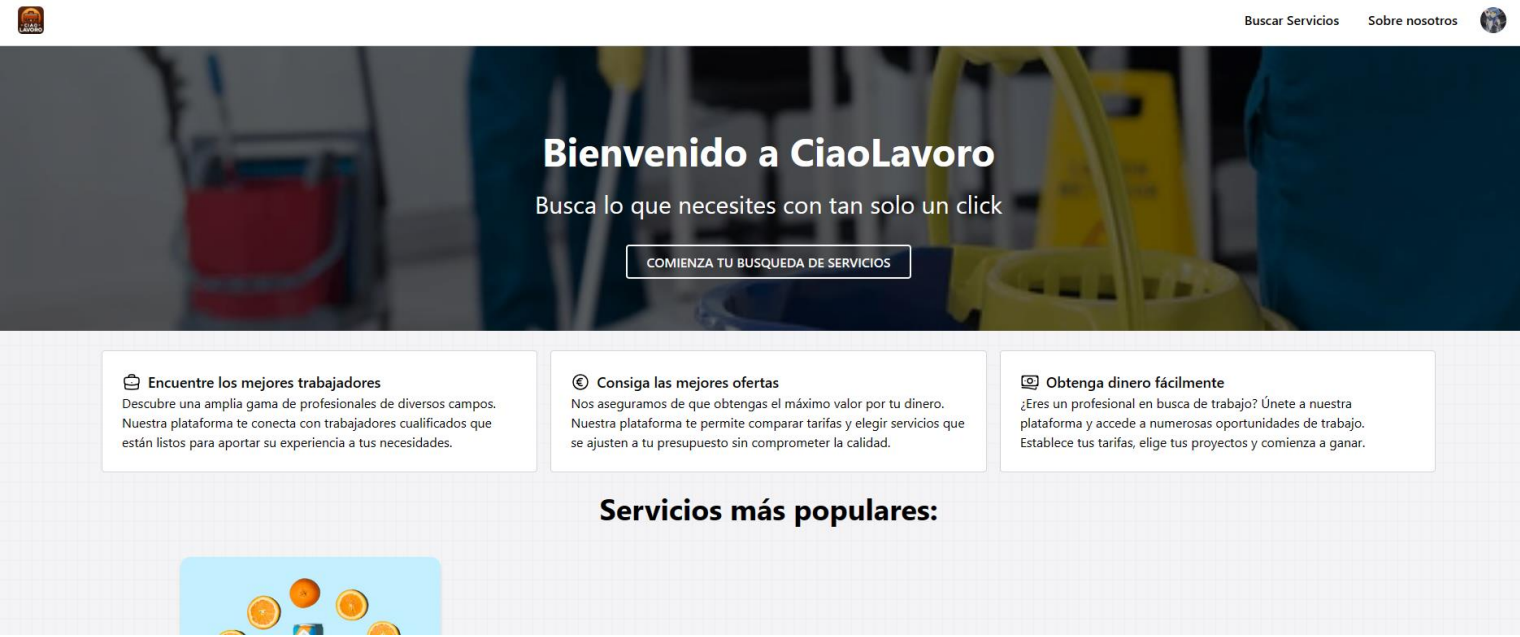 CIAO
LAVORO
Buscar Servicios
Sobre nosotros
Bienvenido a CiaoLavoro
Busca lo que necesites con tan solo un click
COMIENZA TU BUSQUEDA DE SERVICIOS
Encuentre los mejores trabajadores
Descubre una amplia gama de profesionales de diversos campos.
Nuestra plataforma te conecta con trabajadores cualificados que
están listos para aportar su experiencia a tus necesidades.
Consiga las mejores ofertas
Nos aseguramos de que obtengas el máximo valor por tu dinero.
Nuestra plataforma te permite comparar tarifas y elegir servicios que
se ajusten a tu presupuesto sin comprometer la calidad.
Obtenga dinero fácilmente
¿Eres un profesional en busca de trabajo? Únete a nuestra
plataforma y accede a numerosas oportunidades de trabajo.
Establece tus tarifas, elige tus proyectos y comienza a ganar.
Servicios más populares: